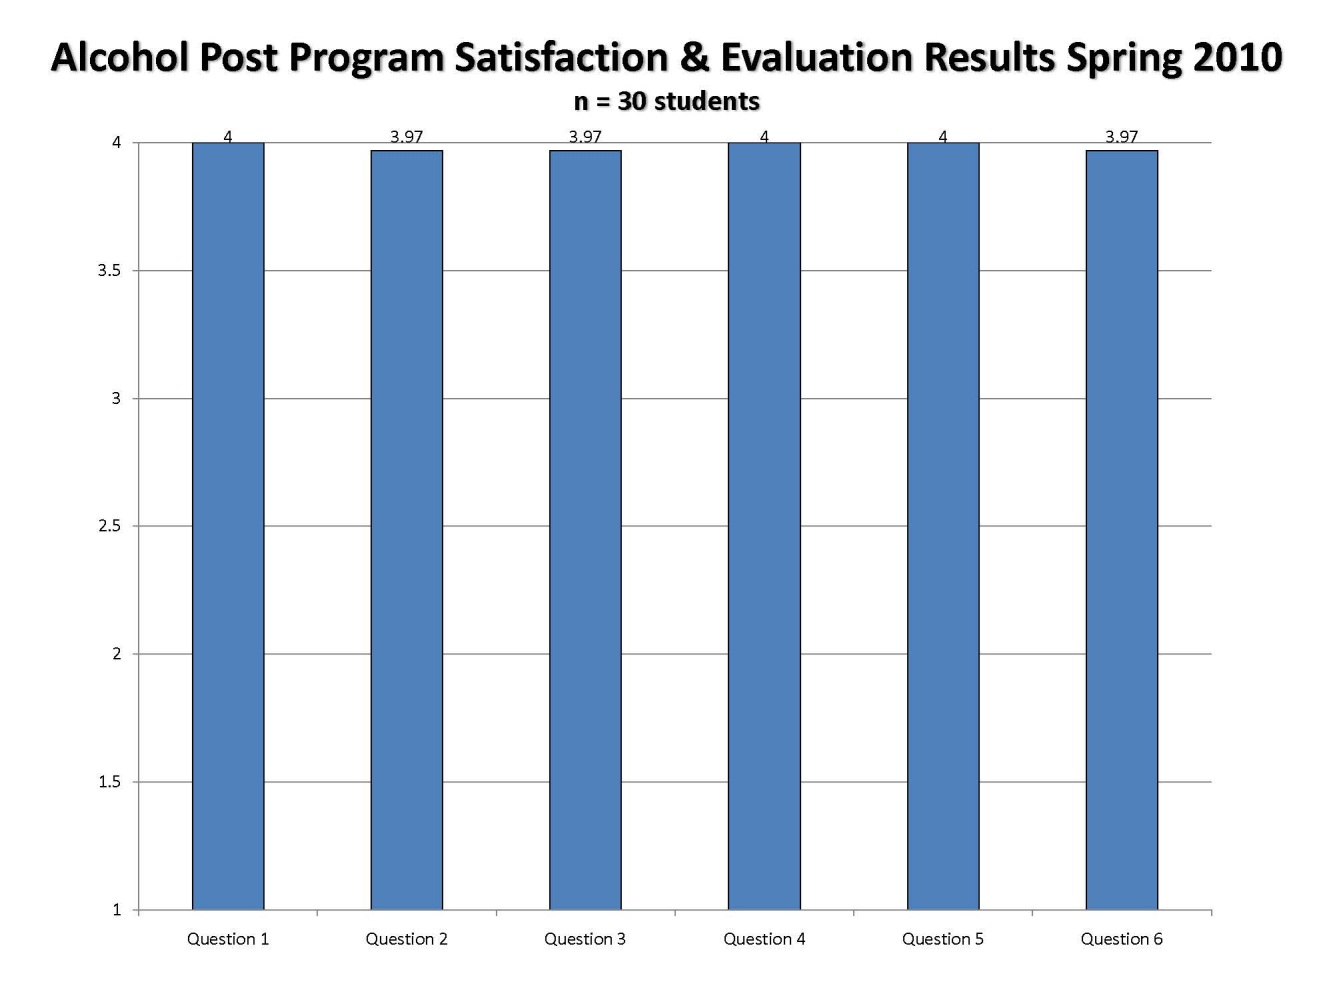 Alcohol Post Program Satisfaction & Evaluation Results Spring 2010
n = 30 students
4 3.97 3.97 4 4 3.97
4
3.5
3
2.5
2
1.5
1
Question 1 Question 2 Question 3 Question 4 Question 5 Question 6